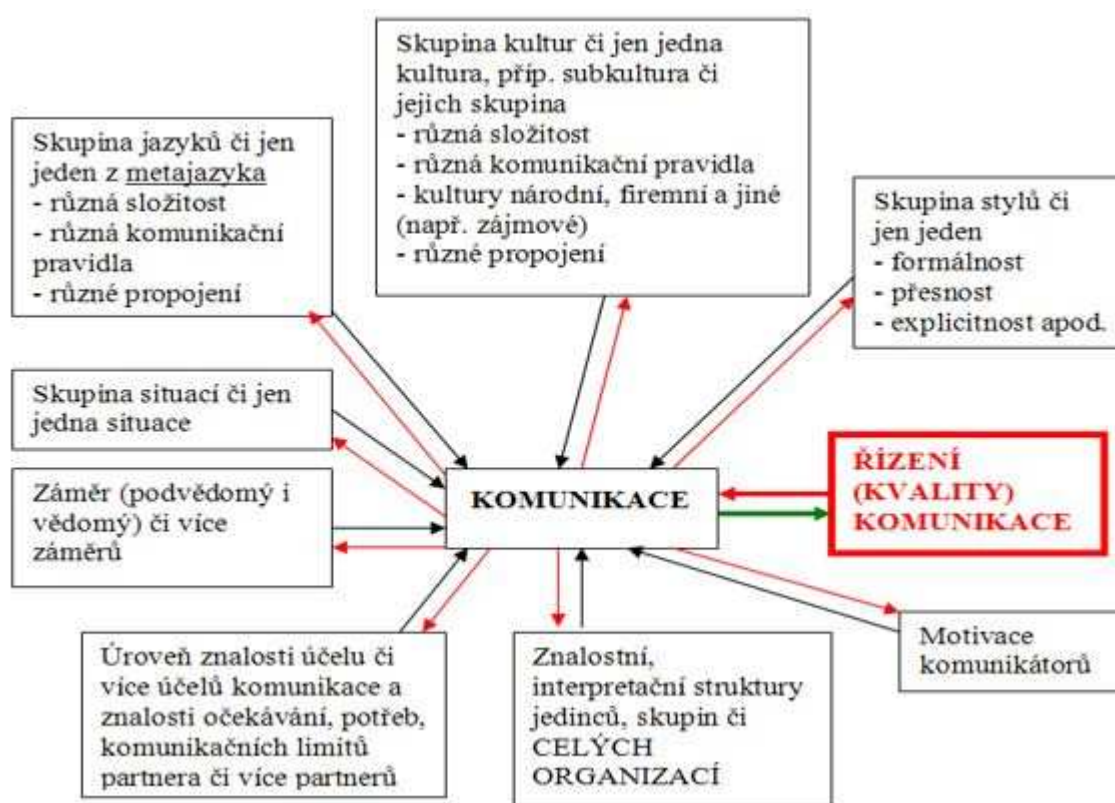 Skupina kultur či jen jedna
kultura, příp. subkultura či
jejich skupina
- různá složitost
- různá komunikační pravidla
- kultury národní, firemní a jiné
(např. zájmové)
- různé propojení
Skupina jazyků či jen
jeden z metajazyka
- různá složitost
- různá komunikační
pravidla
- různé propojení
Skupina stylů či
jen jeden
- formálnost
- přesnost
- explicitnost apod.
Skupina situací či jen
jedna situace
Záměr (podvědomý i
vědomý) či více
záměrů
KOMUNIKACE
ŘÍZENÍ
(KVALITY)
KOMUNIKACE
Úroveň znalosti účelu či
více účelů komunikace a
znalosti očekávání, potřeb,
komunikačních limitů
partnera či více partnerů
Znalostní,
interpretační struktury
jedinců, skupin či
CELÝCH
ORGANIZACÍ
Motivace
komunikátorů